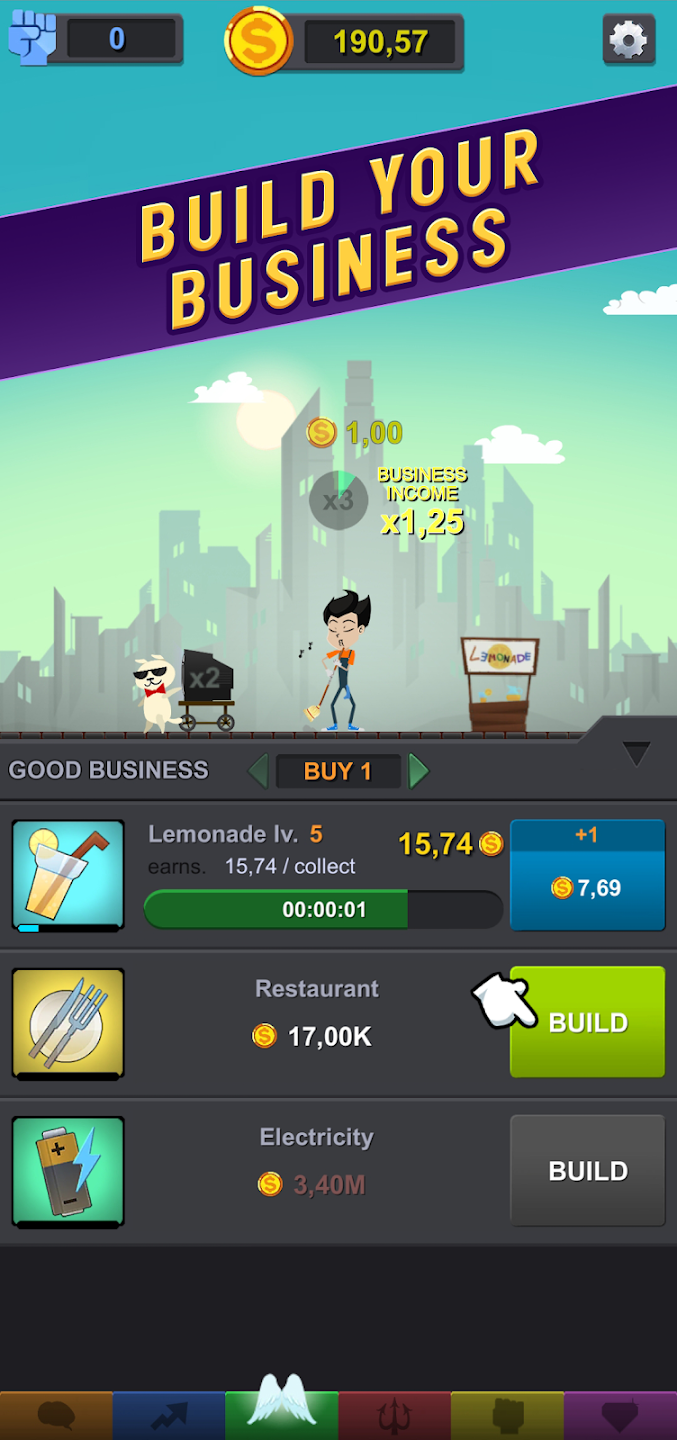 0
190,57
BUILD YOUR
BUSINESS
1,00
x3
BUSINESS
INCOME
x1,25
x2
LEMONADE
GOOD BUSINESS
BUY 1
Lemonade lv. 5
earns. 15,74 / collect
15,74
00:00:01
+1
7,69
Restaurant
17,00K
BUILD
Electricity
3,40M
BUILD